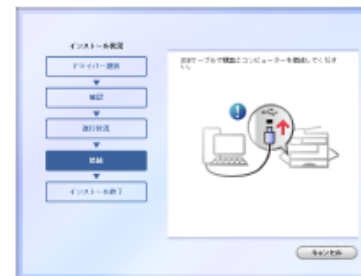 インストール状況
ドライバー選択
確認
進行状況
接続
インストール終了
USBケーブルで機器とコンピューターを接続してくださ
い。
キャンセル